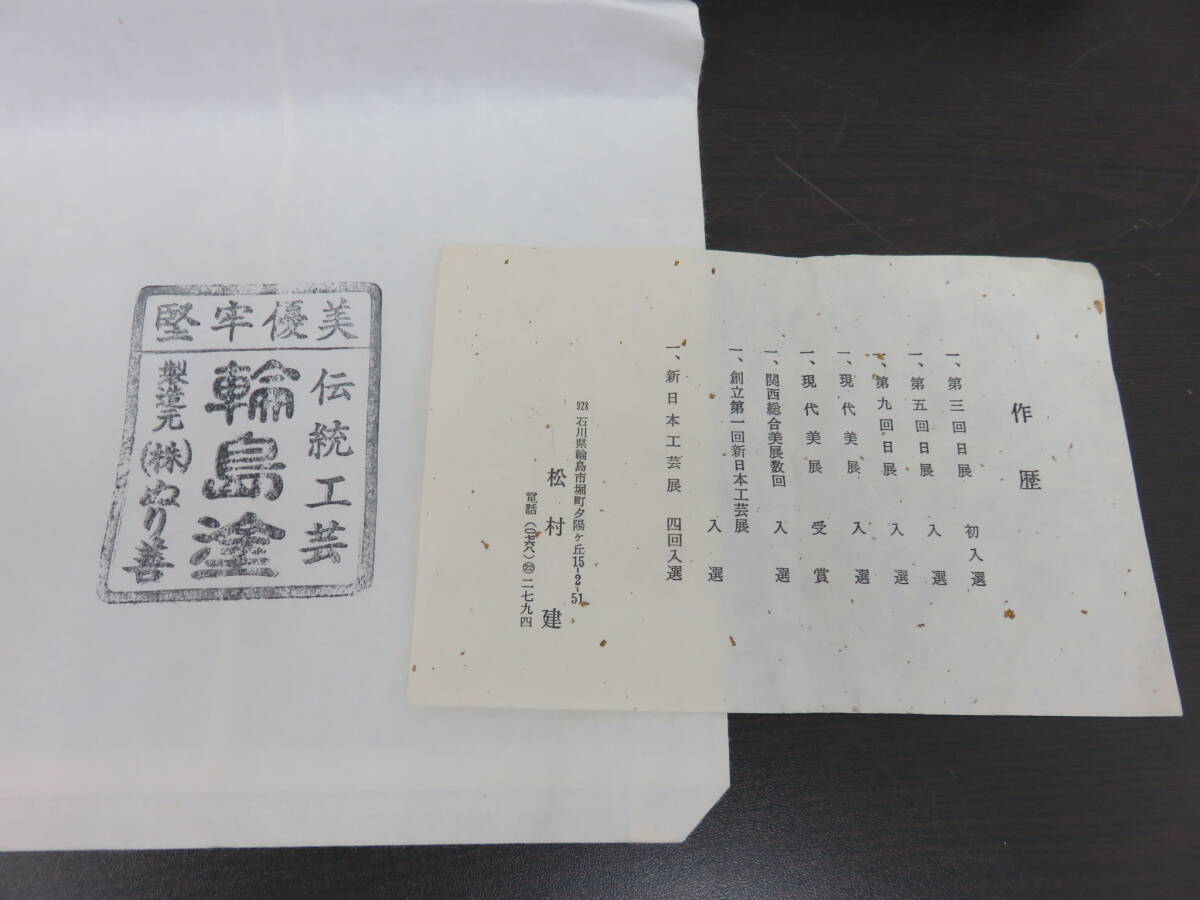 堅牢優美
伝統工芸
輪島塗
製造元(株)ぬり善
作歴
一、第三回日展 初入選
一、第五回日展 入選
一、第九回日展 入選
一、現代美展 入選
一、現代美展 受賞
一、関西総合美展数回 入選
一、創立第一回新日本工芸展
入選
一、新日本工芸展 四回入選
928 石川県輪島市堀町夕陽ヶ丘15-2-51
松村建
電話(〇七六八)㉒二七九四